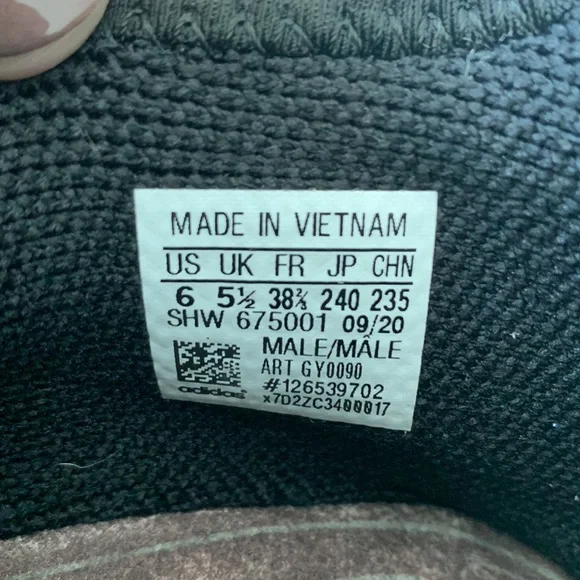 MADE IN VIETNAM
US UK FR JP CHN
6 5½ 38⅔ 240 235
SHW 675001 09/20
MALE/MÂLE
ART GY0090
#126539702
x7D2ZC3400017
adidas